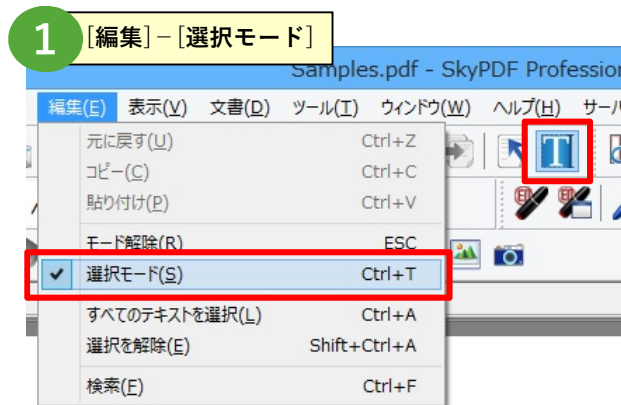 1 [編集]－[選択モード]
Samples.pdf - SkyPDF Profession
編集(E) 表示(V) 文書(D) ツール(T) ウィンドウ(W) ヘルプ(H) サーバ
元に戻す(U) Ctrl+Z
コピー(C) Ctrl+C
貼り付け(P) Ctrl+V
モード解除(R) ESC
選択モード(S) Ctrl+T
すべてのテキストを選択(L) Ctrl+A
選択を解除(E) Shift+Ctrl+A
検索(F) Ctrl+F
T